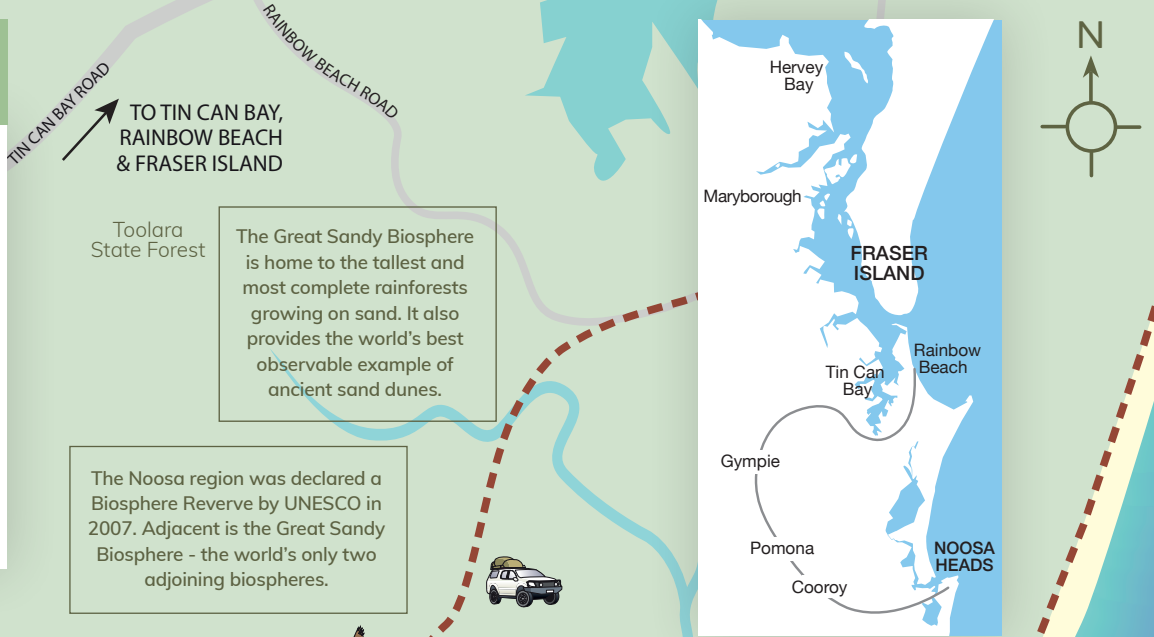 TIN CAN BAY ROAD
RAINBOW BEACH ROAD
TO TIN CAN BAY,
RAINBOW BEACH
& FRASER ISLAND
Toolara
State Forest
The Great Sandy Biosphere
is home to the tallest and
most complete rainforests
growing on sand. It also
provides the world's best
observable example of
ancient sand dunes.
The Noosa region was declared a
Biosphere Reverve by UNESCO in
2007. Adjacent is the Great Sandy
Biosphere - the world's only two
adjoining biospheres.
Hervey
Bay
Maryborough
FRASER
ISLAND
Rainbow
Beach
Tin Can
Bay
Gympie
Pomona
Cooroy
NOOSA
HEADS
N